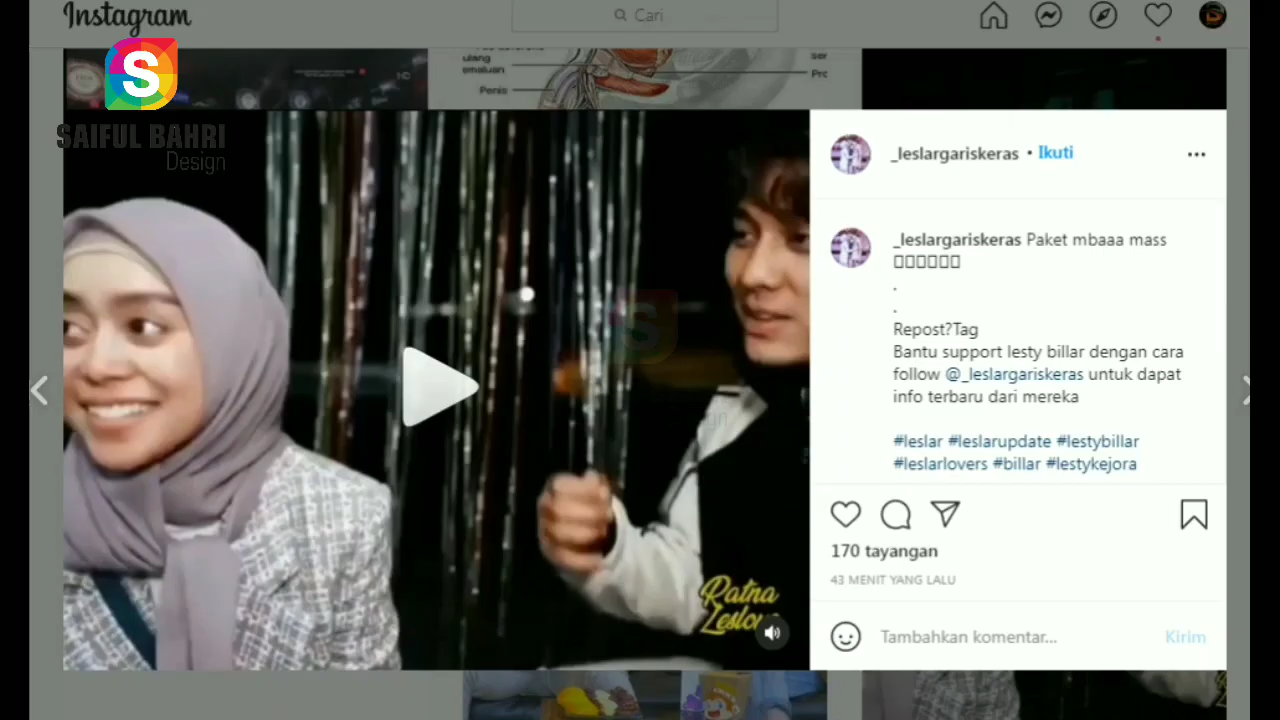 Instagram
Cari
SAIFUL BAHRI
Design
ulang
emaluan
Penis
_leslargariskeras • Ikuti
_leslargariskeras Paket mbaaa mass
.
.
Repost?Tag
Bantu support lesty billar dengan cara
follow @_leslargariskeras untuk dapat
info terbaru dari mereka
#leslar #leslarupdate #lestybillar
#leslarlovers #billar #lestykejora
170 tayangan
43 MENIT YANG LALU
Tambahkan komentar... Kirim
Ratna